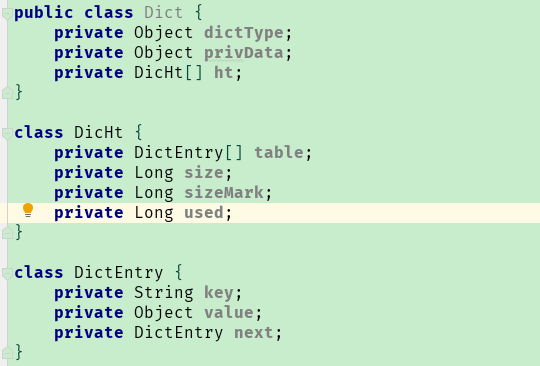 public class Dict {
    private Object dictType;
    private Object privData;
    private DicHt[] ht;
}
class DicHt {
    private DictEntry[] table;
    private Long size;
    private Long sizeMark;
    private Long used;
}
class DictEntry {
    private String key;
    private Object value;
    private DictEntry next;
}